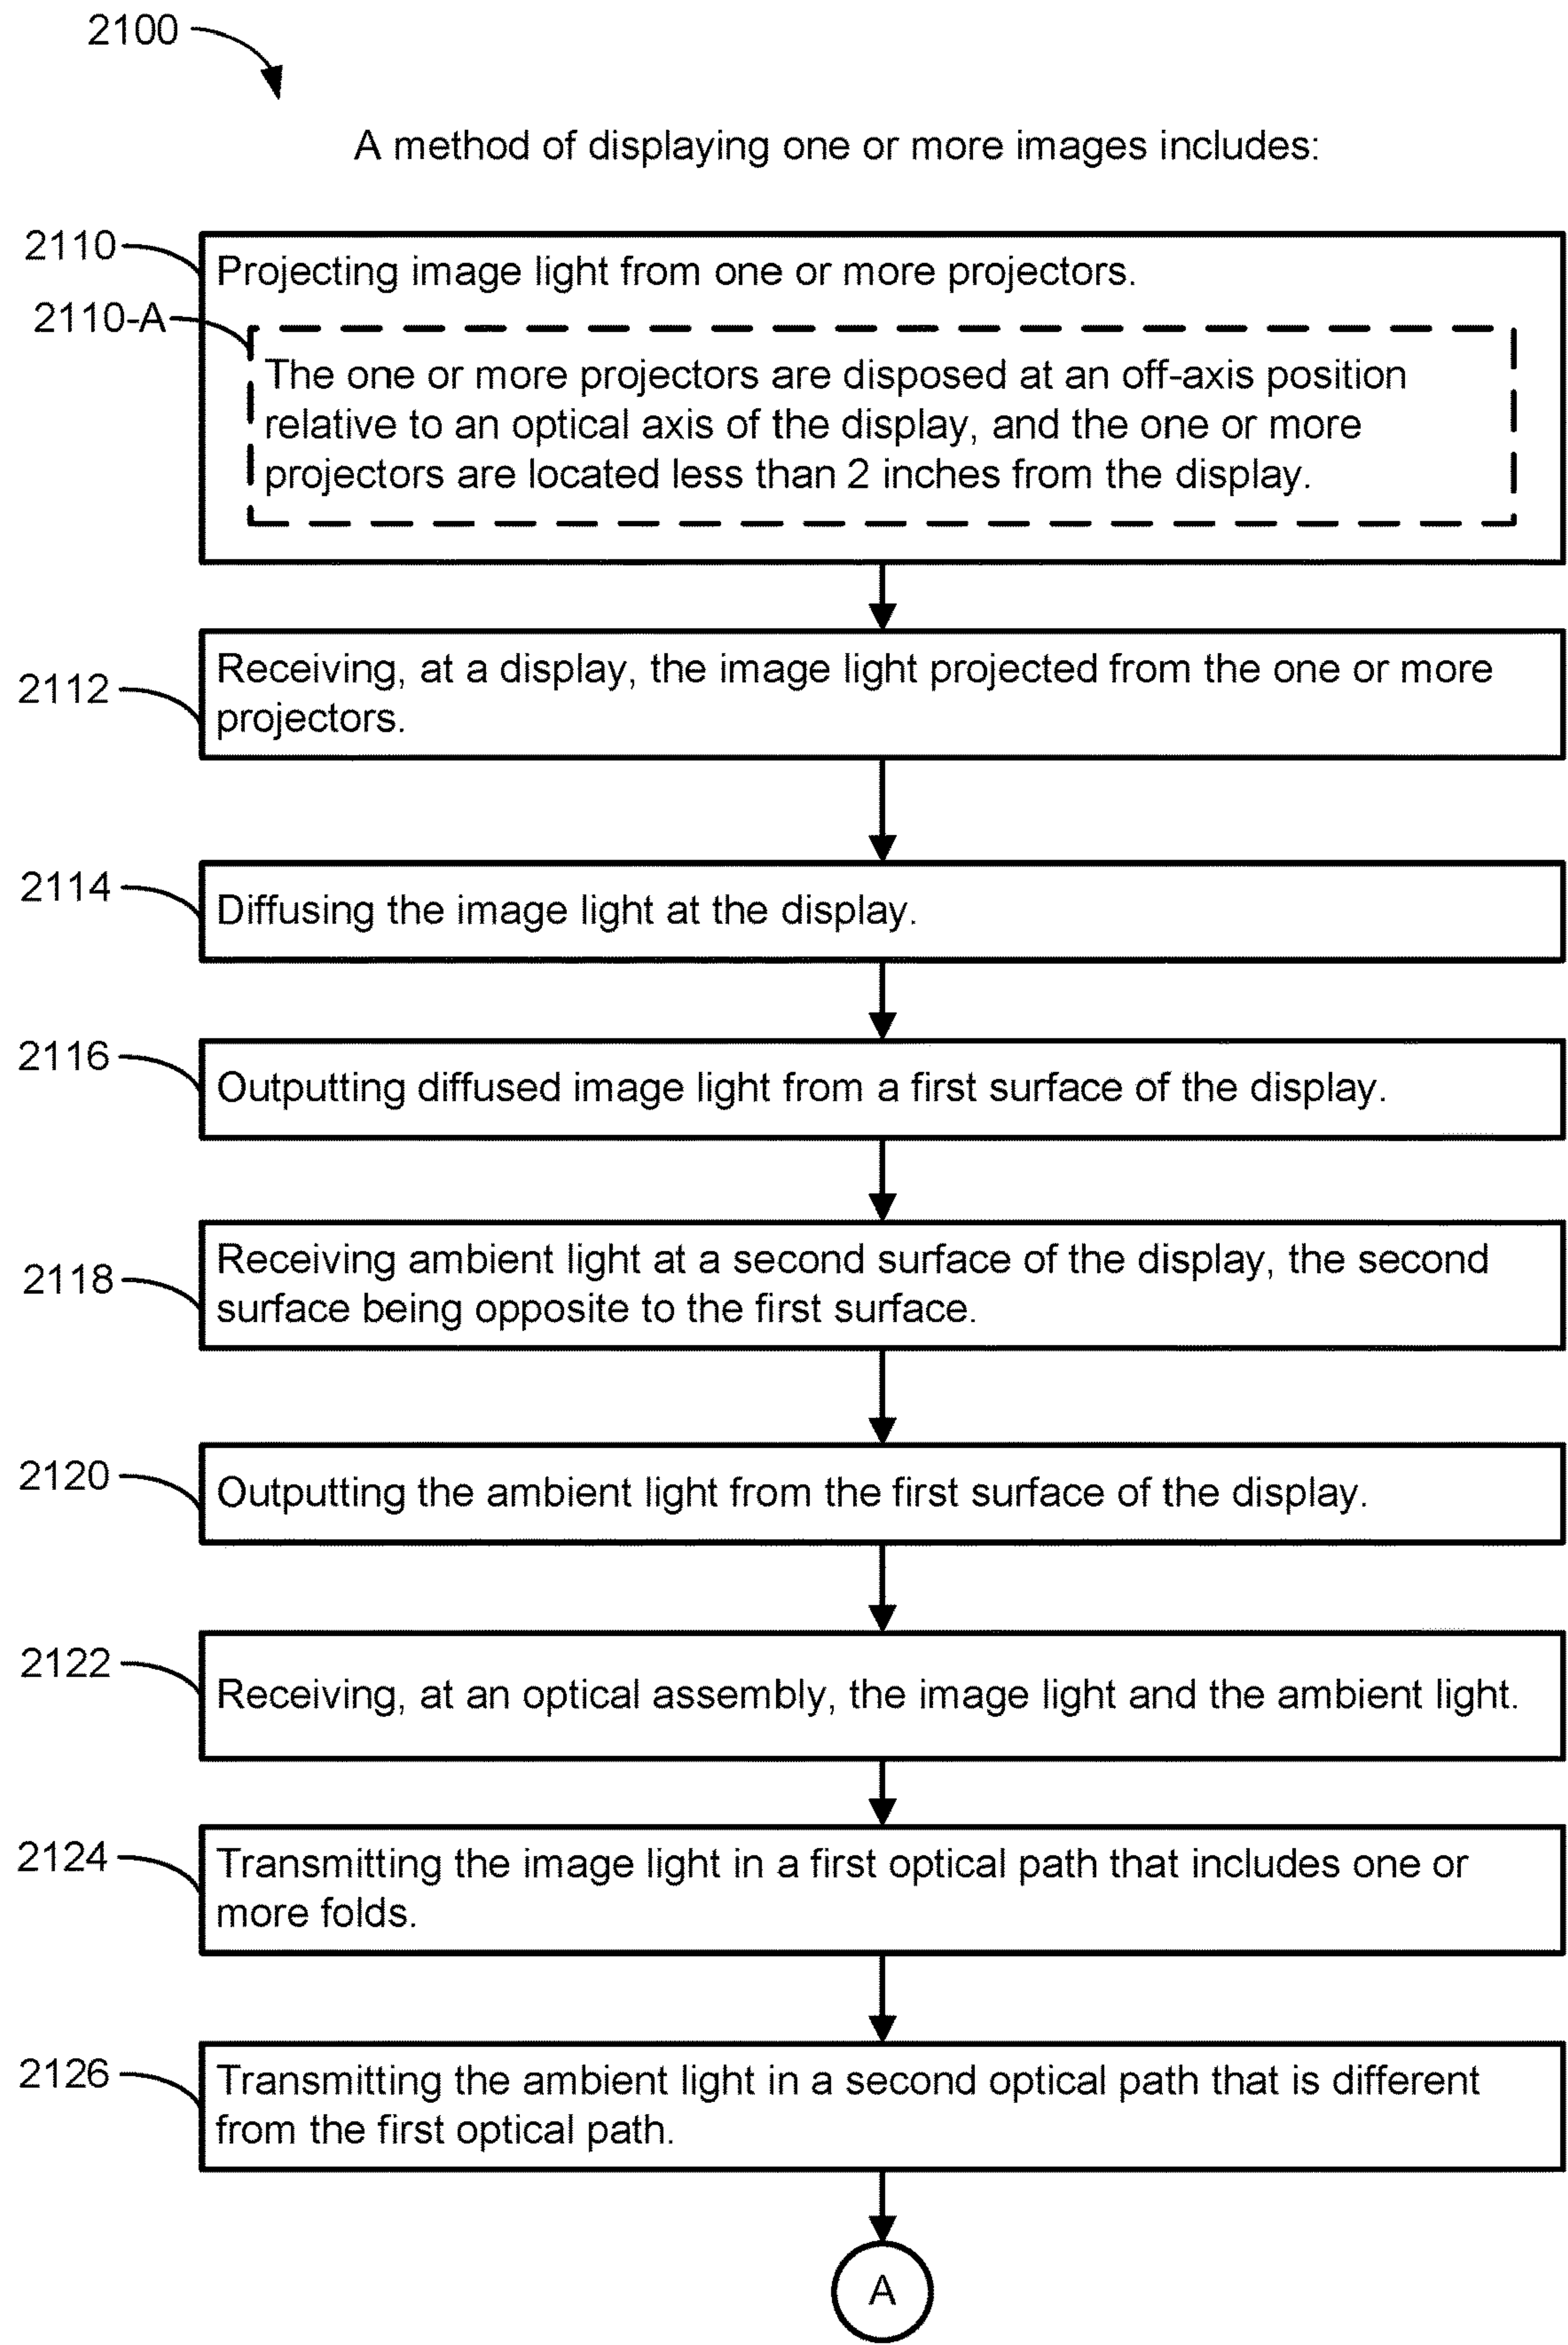 2100
A method of displaying one or more images includes:
2110
Projecting image light from one or more projectors.
2110-A
The one or more projectors are disposed at an off-axis position
relative to an optical axis of the display, and the one or more
projectors are located less than 2 inches from the display.
2112
Receiving, at a display, the image light projected from the one or more
projectors.
2114
Diffusing the image light at the display.
2116
Outputting diffused image light from a first surface of the display.
2118
Receiving ambient light at a second surface of the display, the second
surface being opposite to the first surface.
2120
Outputting the ambient light from the first surface of the display.
2122
Receiving, at an optical assembly, the image light and the ambient light.
2124
Transmitting the image light in a first optical path that includes one or
more folds.
2126
Transmitting the ambient light in a second optical path that is different
from the first optical path.
A